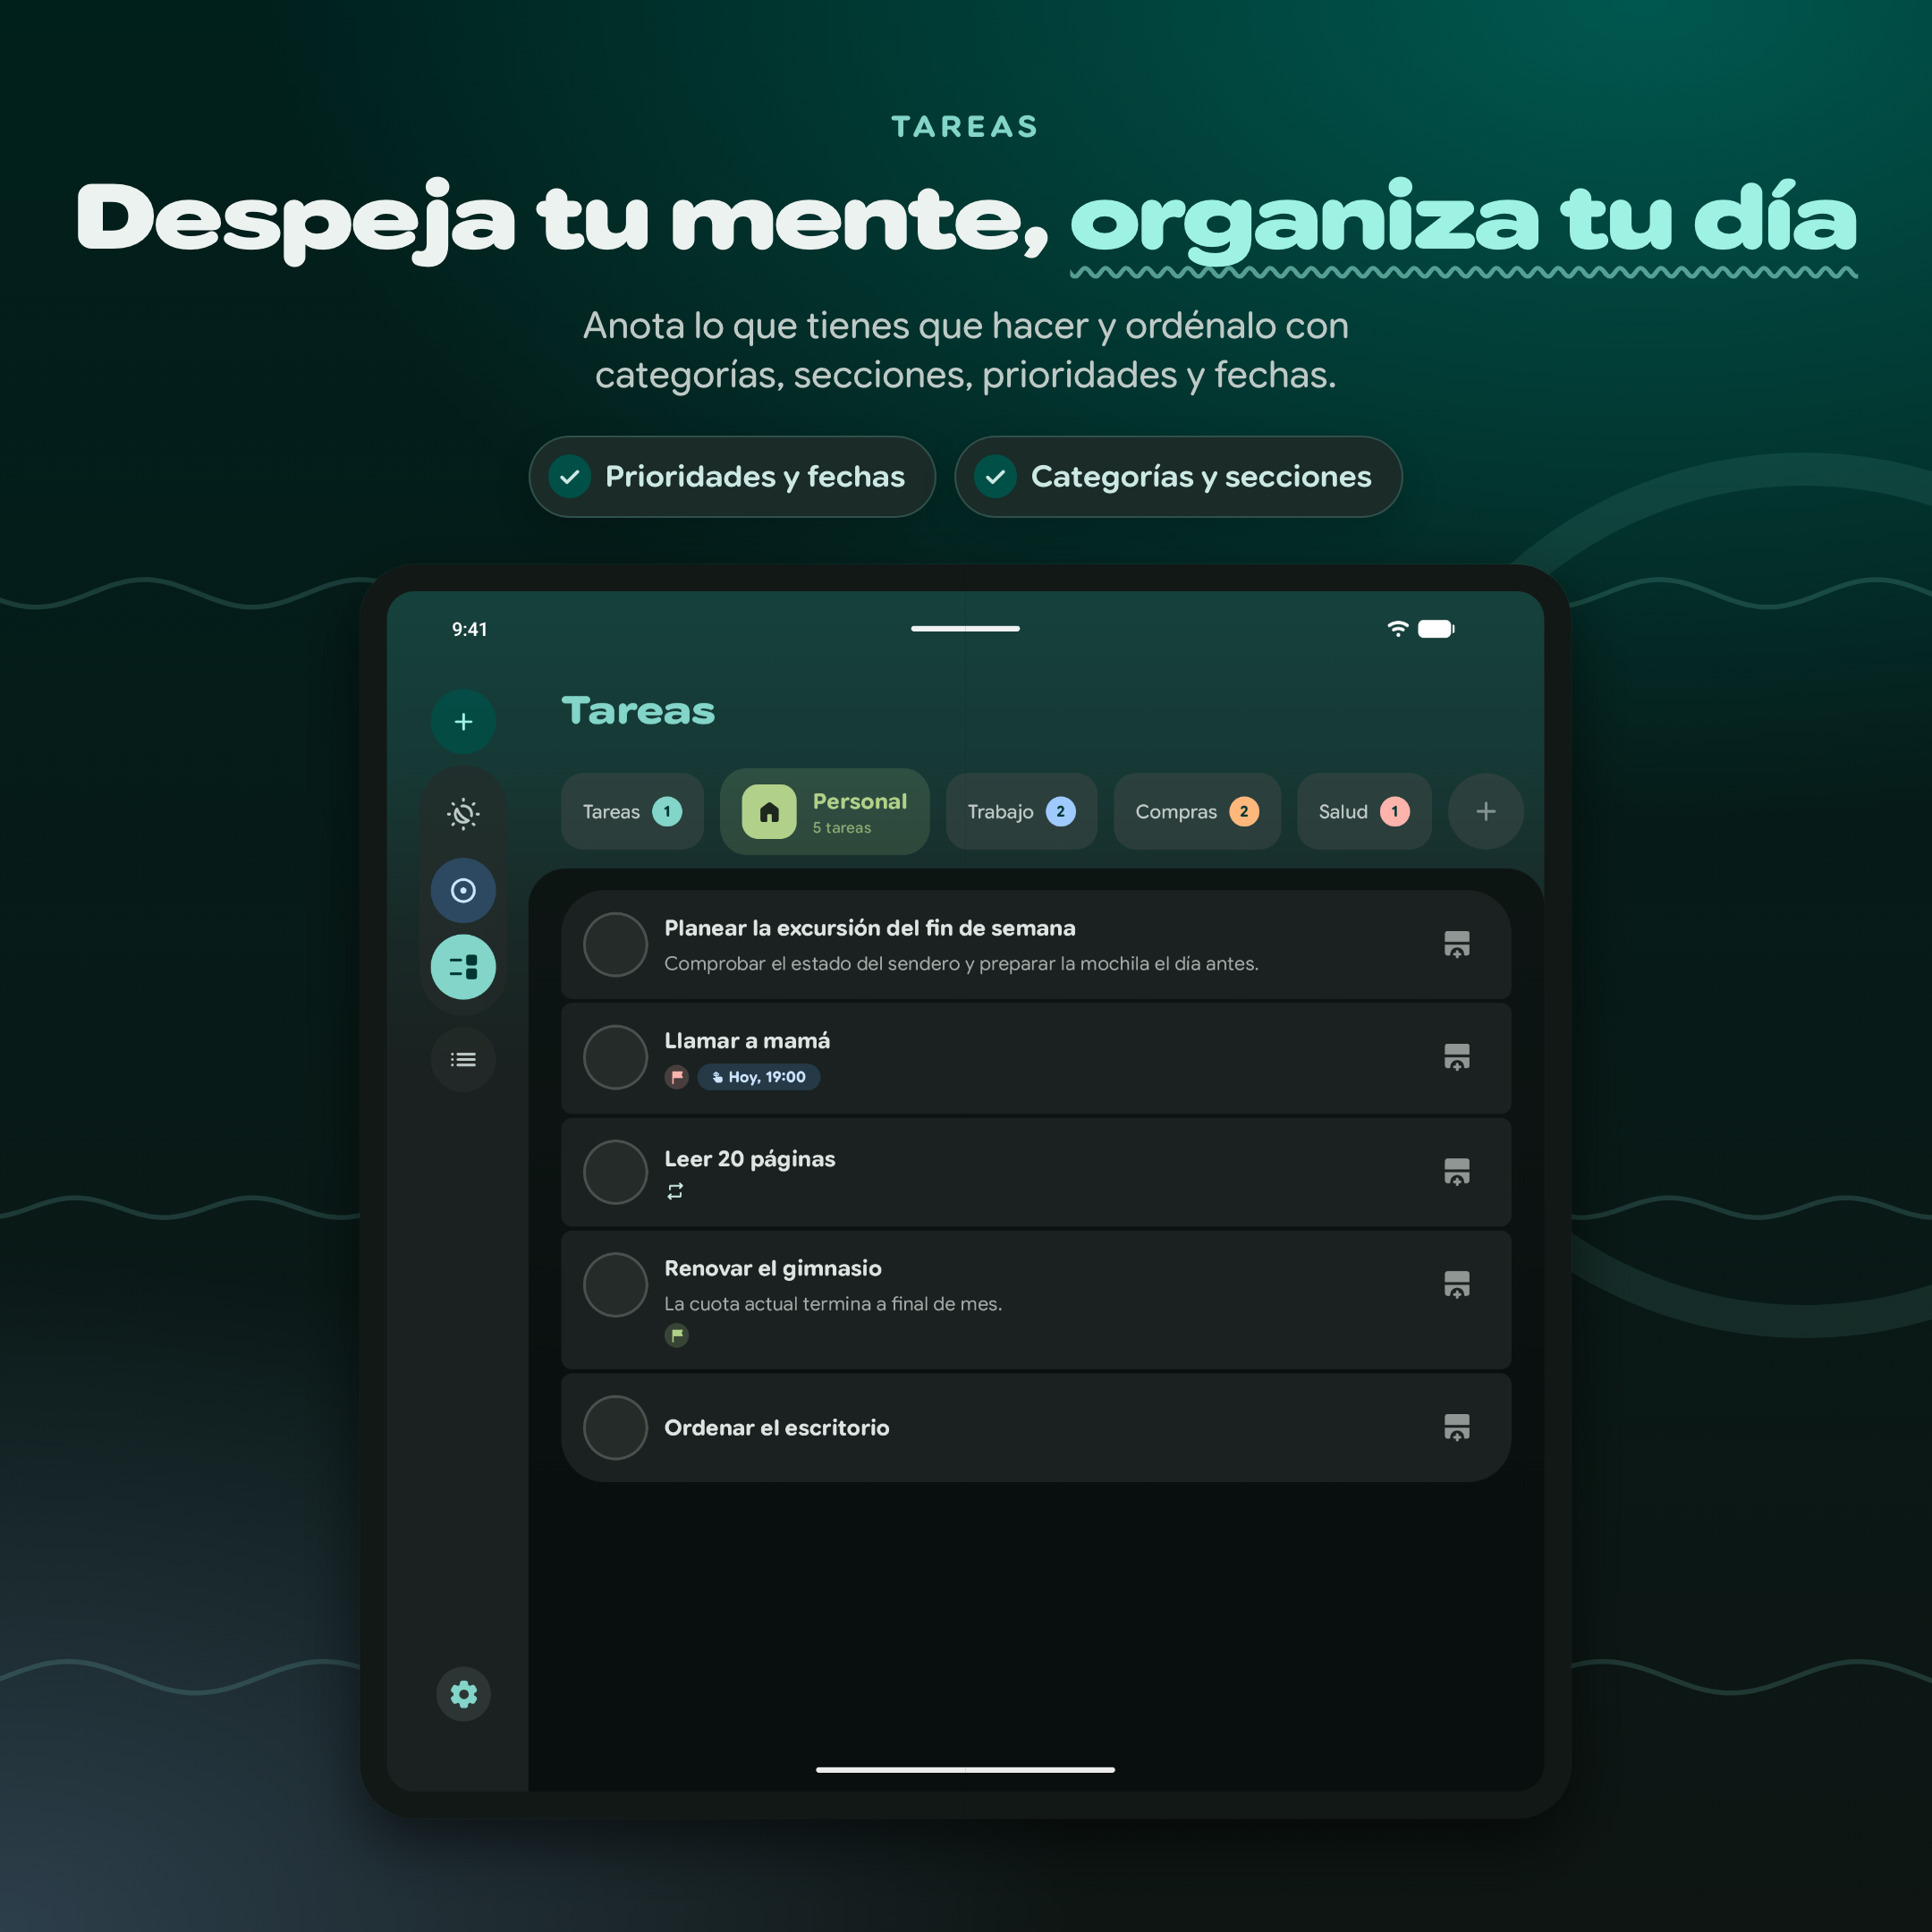 TAREAS
Despeja tu mente, organiza tu día
Anota lo que tienes que hacer y ordénalo con
categorías, secciones, prioridades y fechas.
Prioridades y fechas
Categorías y secciones
9:41
Tareas
Tareas 1
Personal
5 tareas
Trabajo 2
Compras 2
Salud 1
Planear la excursión del fin de semana
Comprobar el estado del sendero y preparar la mochila el día antes.
Llamar a mamá
Hoy, 19:00
Leer 20 páginas
Renovar el gimnasio
La cuota actual termina a final de mes.
Ordenar el escritorio